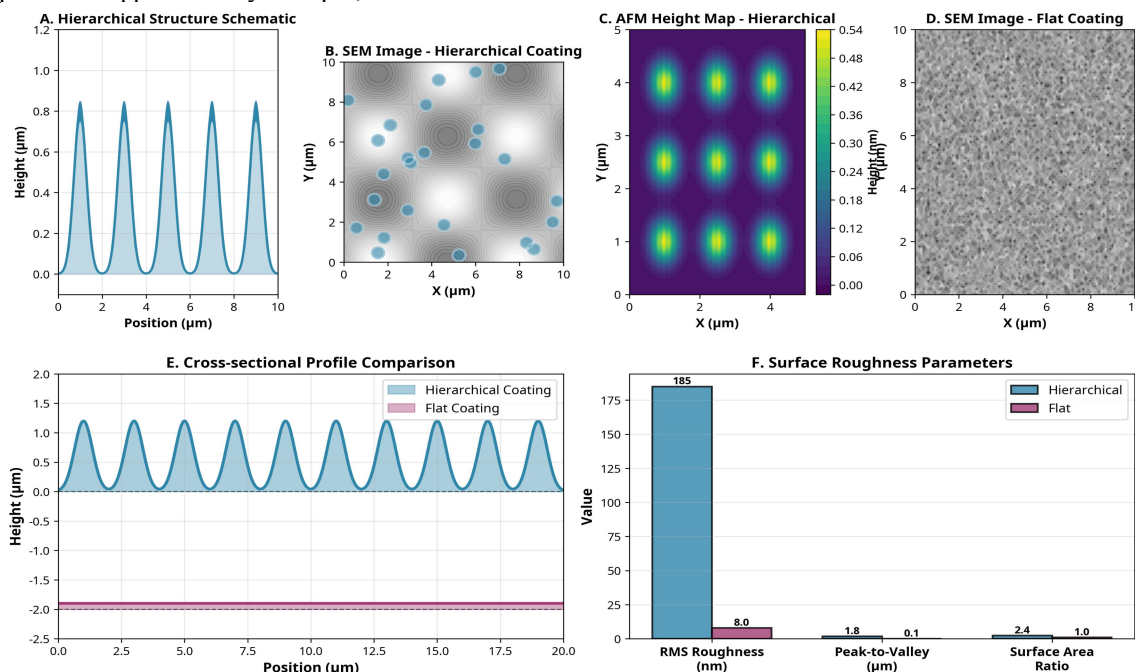 A. Hierarchical Structure Schematic
1.2
1.0
0.8
0.6
0.4
0.2
0.0
Height (μm)
0 2 4 6 8 10
Position (μm)
B. SEM Image - Hierarchical Coating
10
8
6
4
2
0
Y (μm)
0 2 4 6 8 10
X (μm)
C. AFM Height Map - Hierarchical
5
4
3
2
1
0
Y (μm)
0 2 4
X (μm)
0.54
0.48
0.42
0.36
0.30
0.24
0.18
0.12
0.06
0.00
D. SEM Image - Flat Coating
10
8
6
4
2
0
0 2 4 6 8
X (μm)
E. Cross-sectional Profile Comparison
Hierarchical Coating
Flat Coating
2.0
1.5
1.0
0.5
0.0
-0.5
-1.0
-1.5
-2.0
-2.5
Height (μm)
0.0 2.5 5.0 7.5 10.0 12.5 15.0 17.5 20.0
Position (μm)
F. Surface Roughness Parameters
Hierarchical
Flat
175
150
125
100
75
50
25
0
Value
185
8.0
1.8
0.1
2.4
1.0
RMS Roughness
(nm)
Peak-to-Valley
(μm)
Surface Area
Ratio